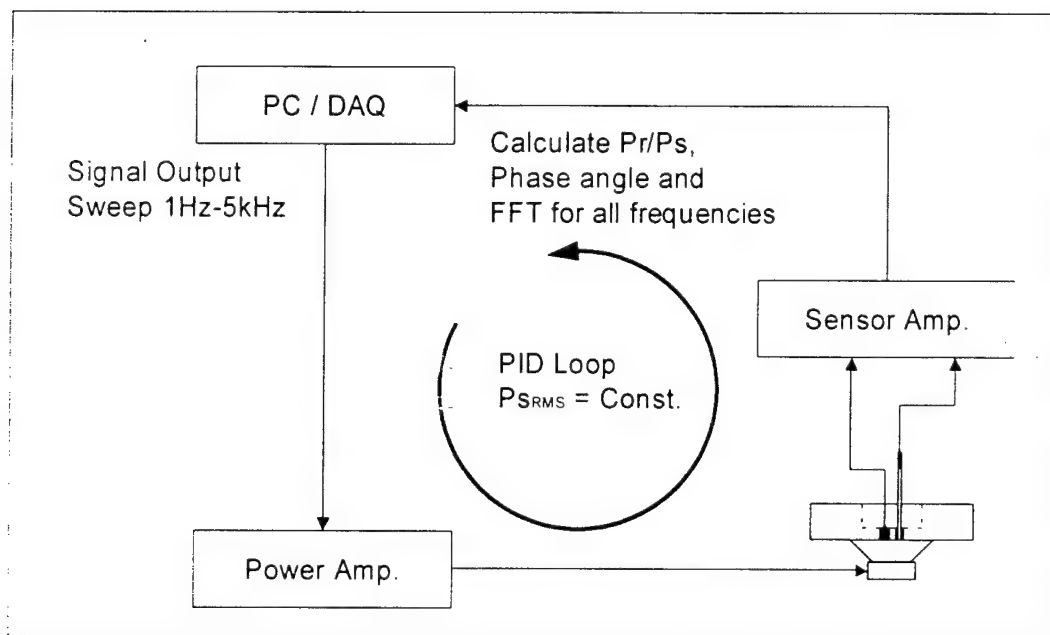 PC / DAQ
Signal Output
Sweep 1Hz-5kHz
Calculate Pr/Ps,
Phase angle and
FFT for all frequencies
Sensor Amp.
PID Loop
PsRMS = Const.
Power Amp.